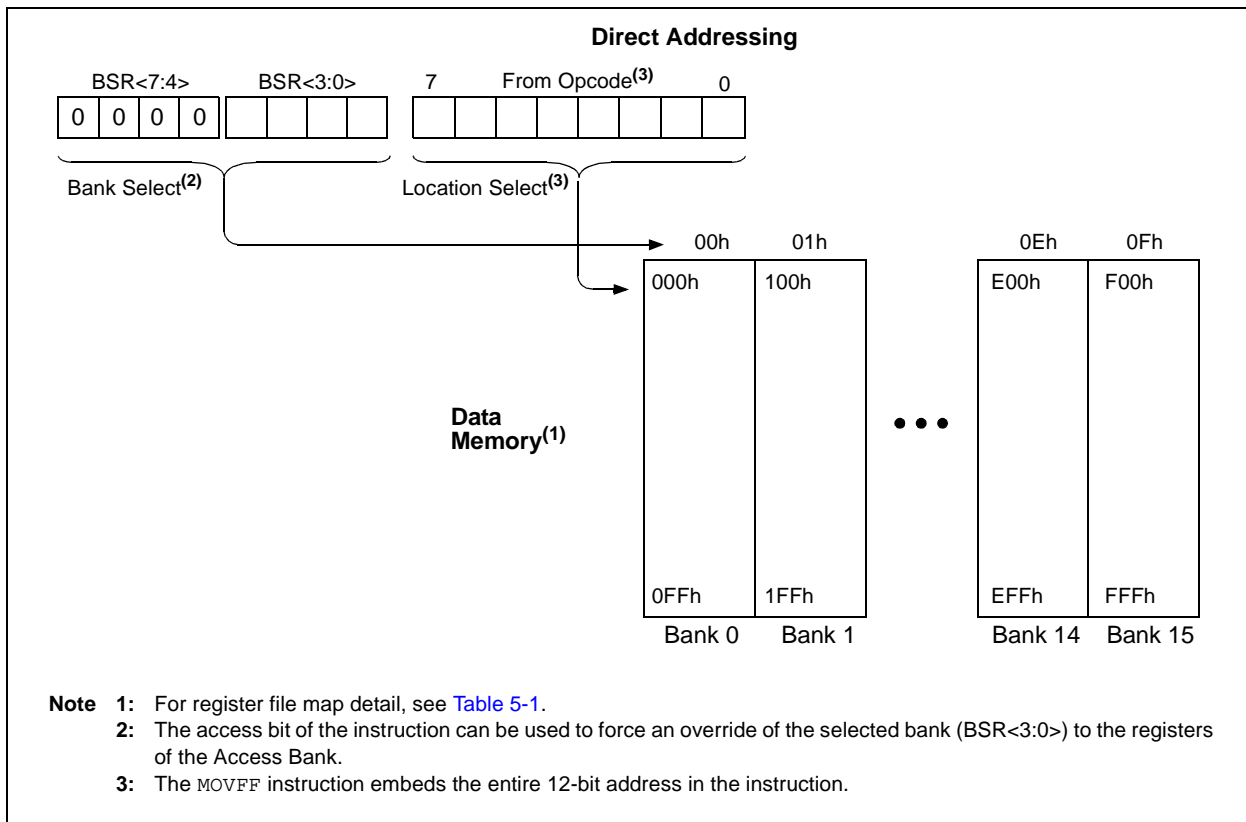 Direct Addressing
BSR<7:4> BSR<3:0> 7 From Opcode(3) 0
0 0 0 0
Bank Select(2) Location Select(3)
00h 01h 0Eh 0Fh
000h 100h E00h F00h
Data
Memory(1)
0FFh 1FFh EFFh FFFh
Bank 0 Bank 1 Bank 14 Bank 15
Note 1: For register file map detail, see Table 5-1.
2: The access bit of the instruction can be used to force an override of the selected bank (BSR<3:0>) to the registers
of the Access Bank.
3: The MOVFF instruction embeds the entire 12-bit address in the instruction.